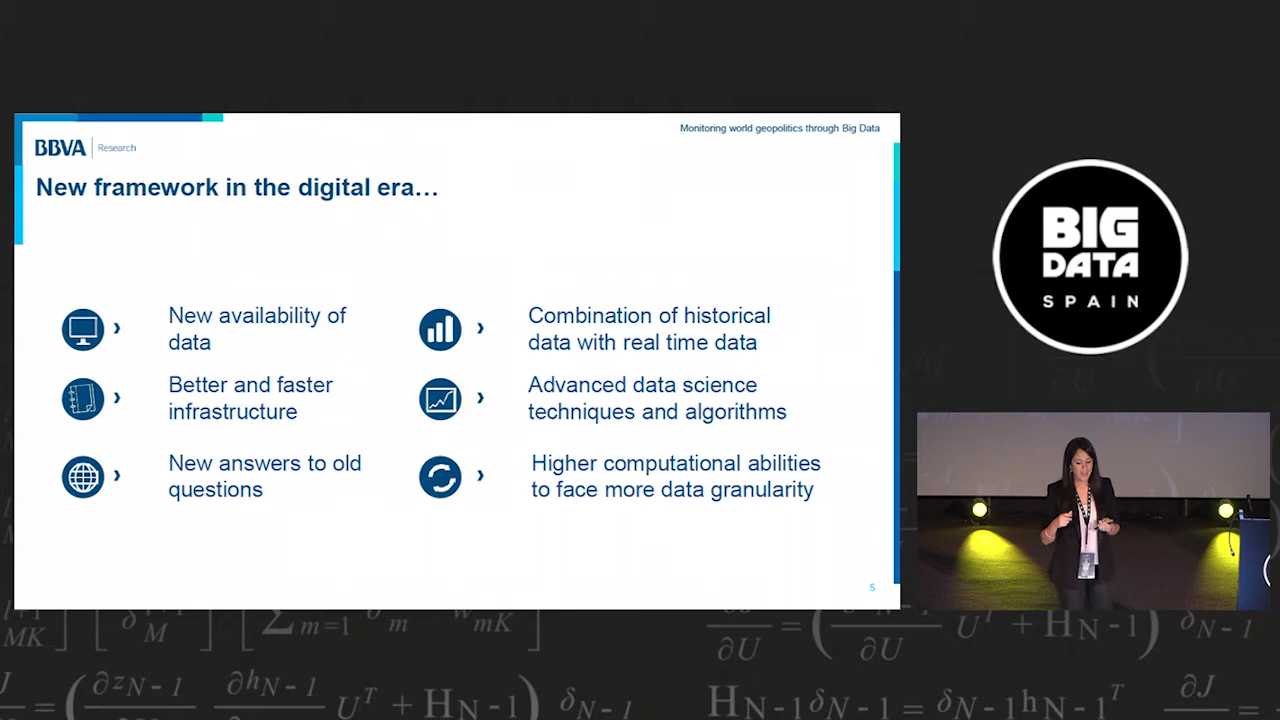 Monitoring world geopolitics through Big Data
BBVA Research
New framework in the digital era…
New availability of
data
Better and faster
infrastructure
New answers to old
questions
Combination of historical
data with real time data
Advanced data science
techniques and algorithms
Higher computational abilities
to face more data granularity
5
BIG
DATA
SPAIN